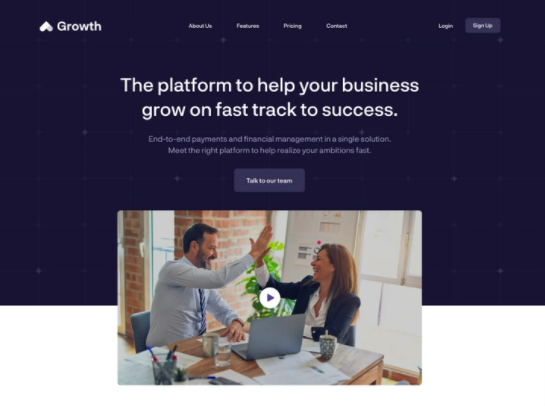 Growth
About Us Features Pricing Contact
Login Sign Up
The platform to help your business
grow on fast track to success.
End-to-end payments and financial management in a single solution.
Meet the right platform to help realize your ambitions fast.
Talk to our team